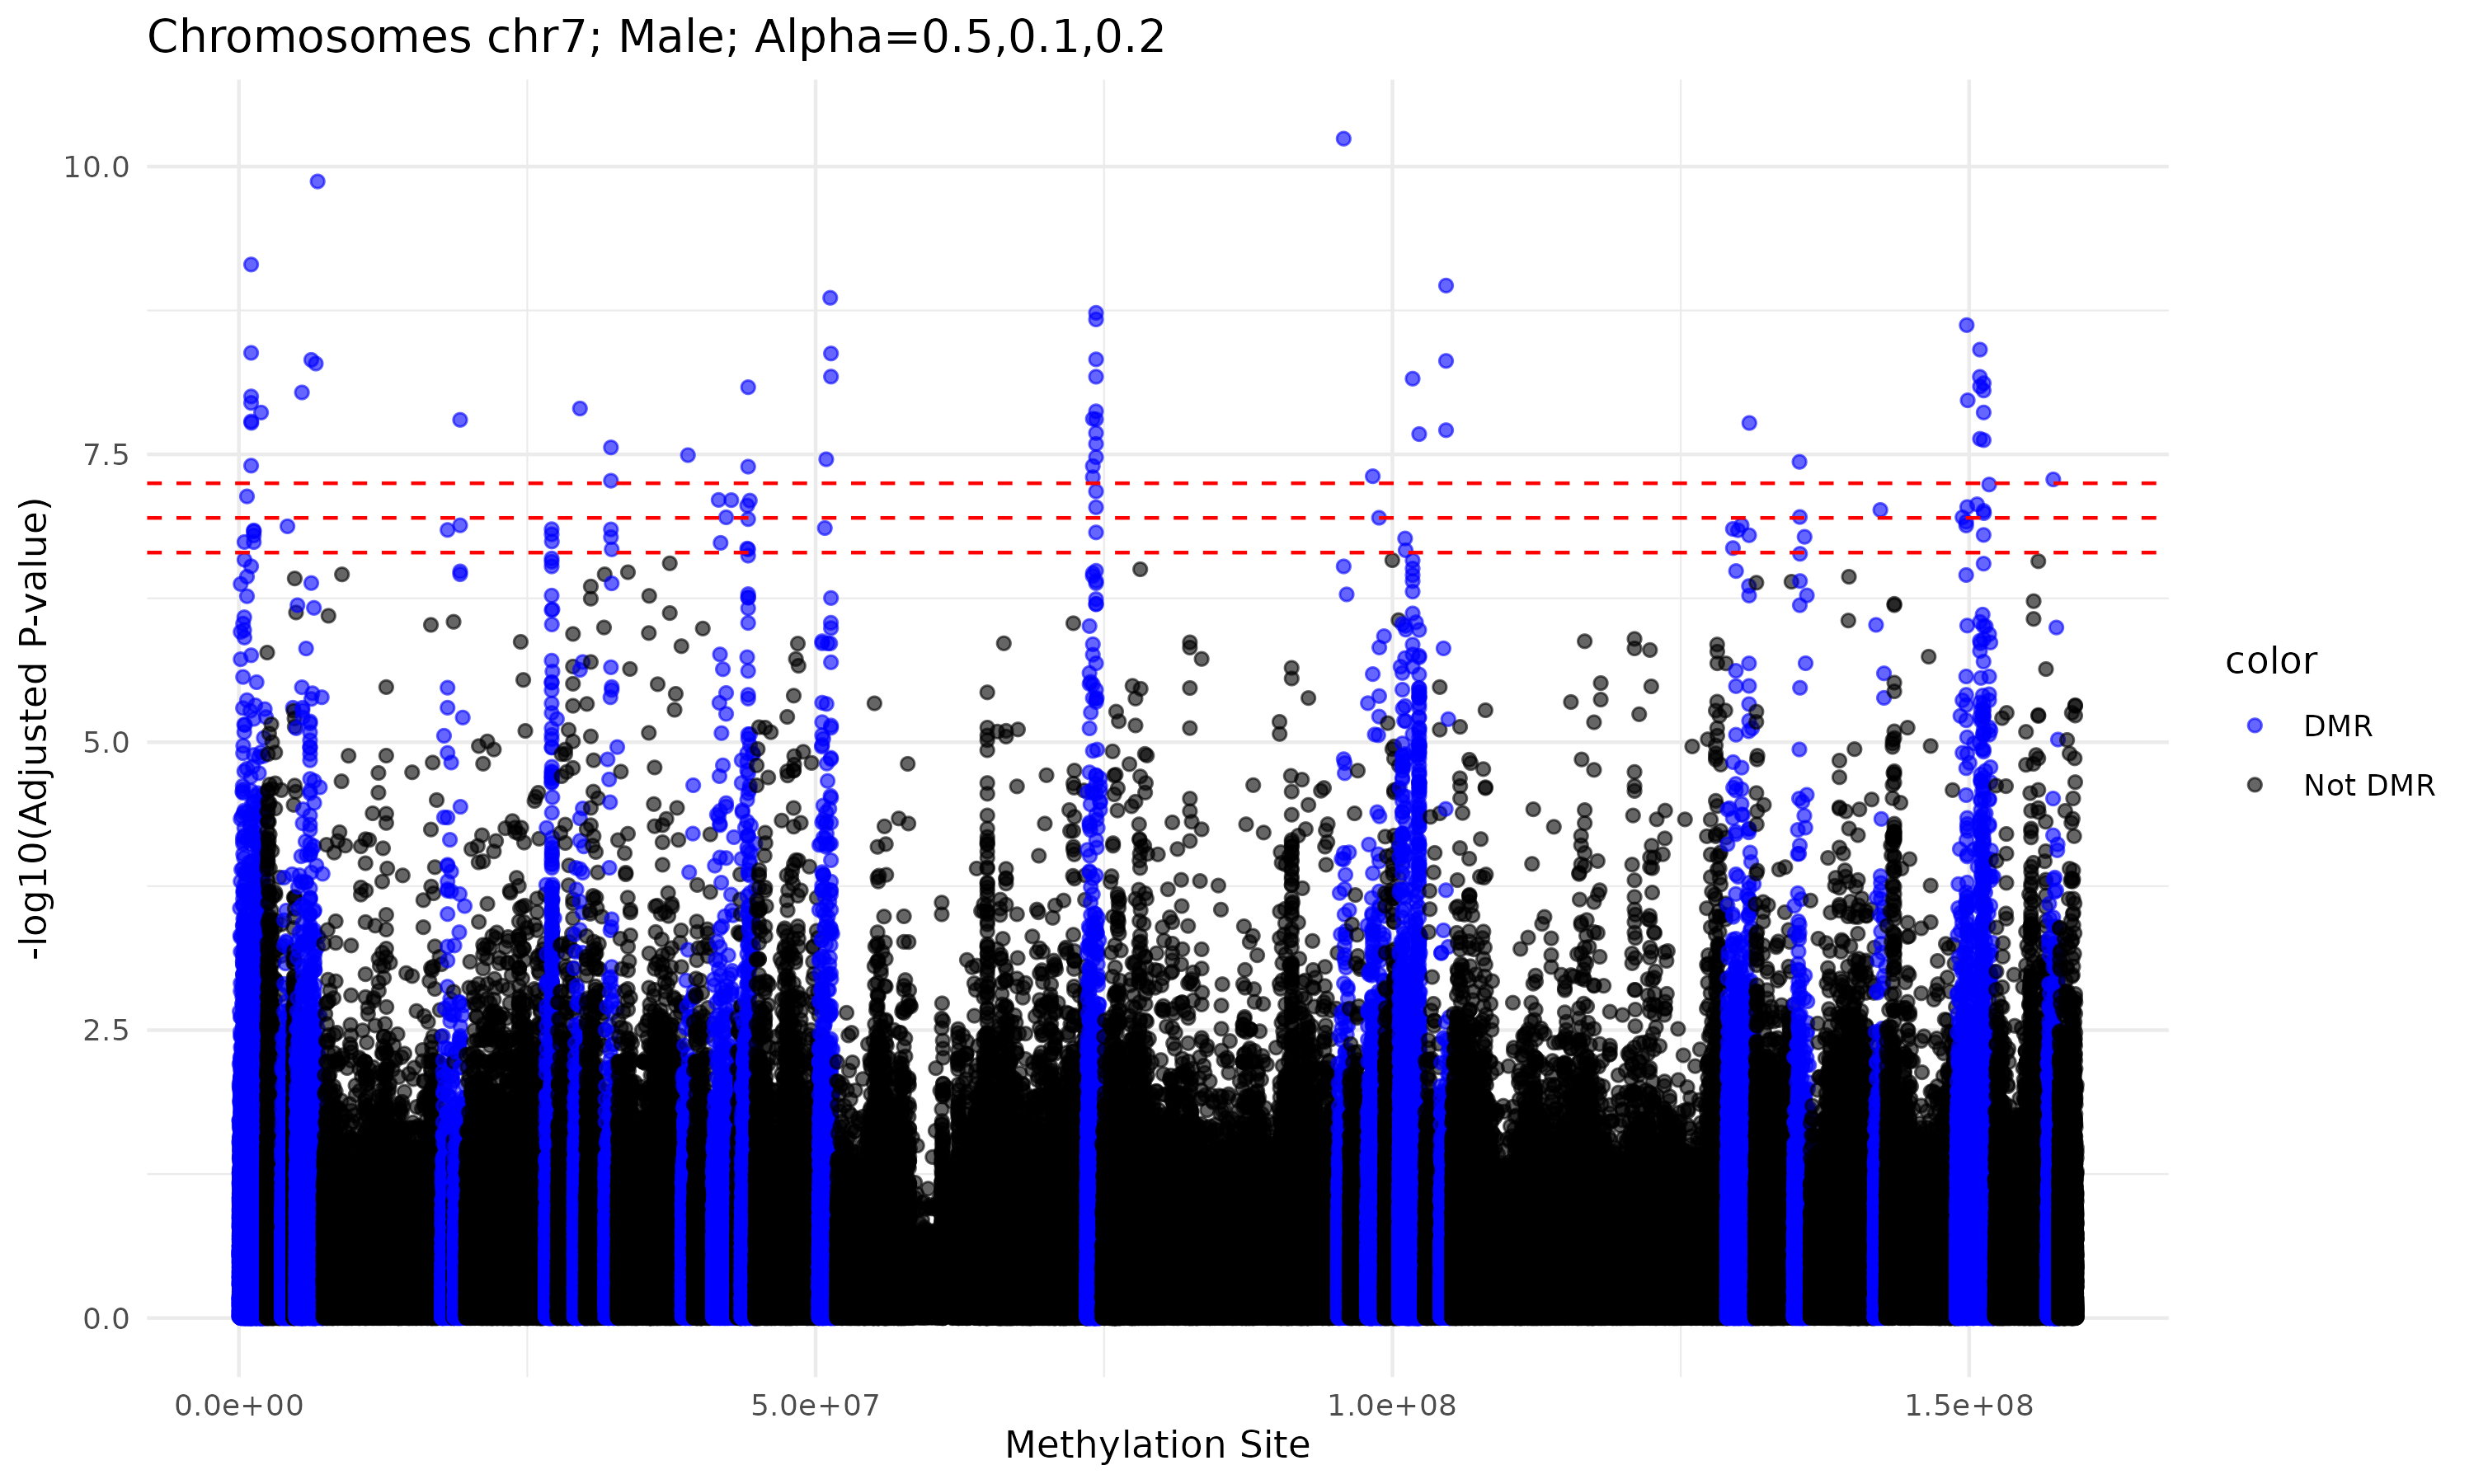 Chromosomes chr7; Male; Alpha=0.5,0.1,0.2
10.0
7.5
5.0
2.5
0.0
-log10(Adjusted P-value)
0.0e+00
5.0e+07
1.0e+08
1.5e+08
Methylation Site
color
DMR
Not DMR